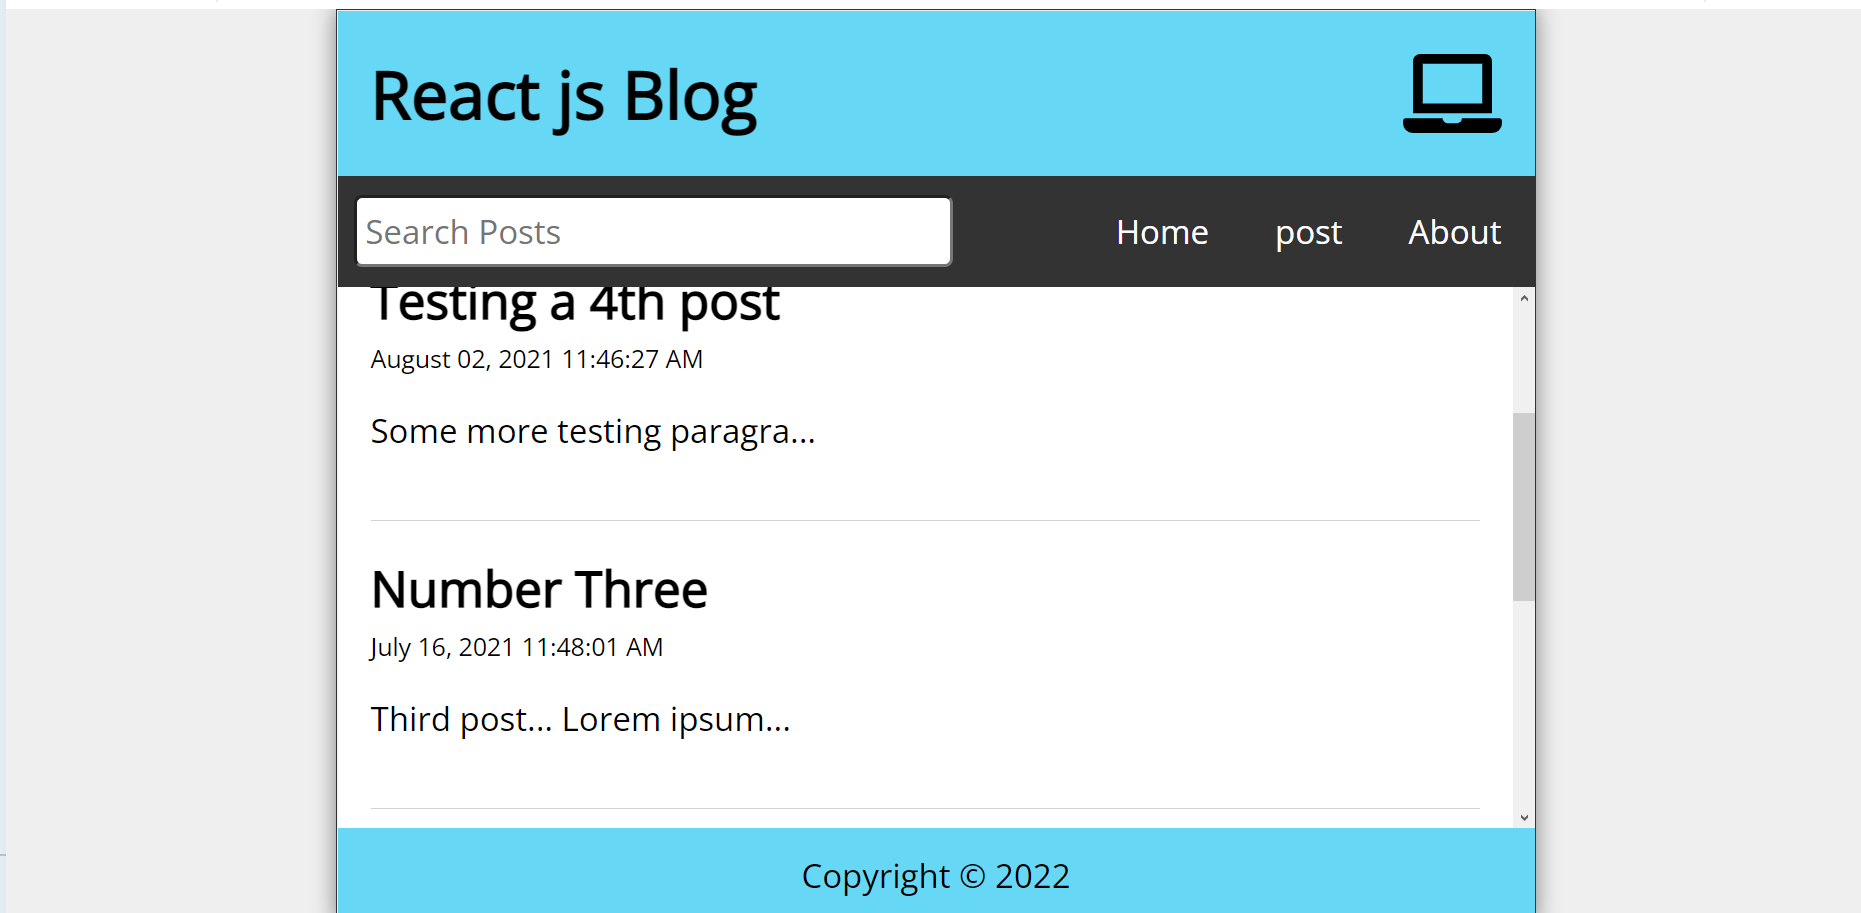 React js Blog
Search Posts
Home post About
Testing a 4th post
August 02, 2021 11:46:27 AM
Some more testing paragra...
Number Three
July 16, 2021 11:48:01 AM
Third post... Lorem ipsum...
Copyright © 2022